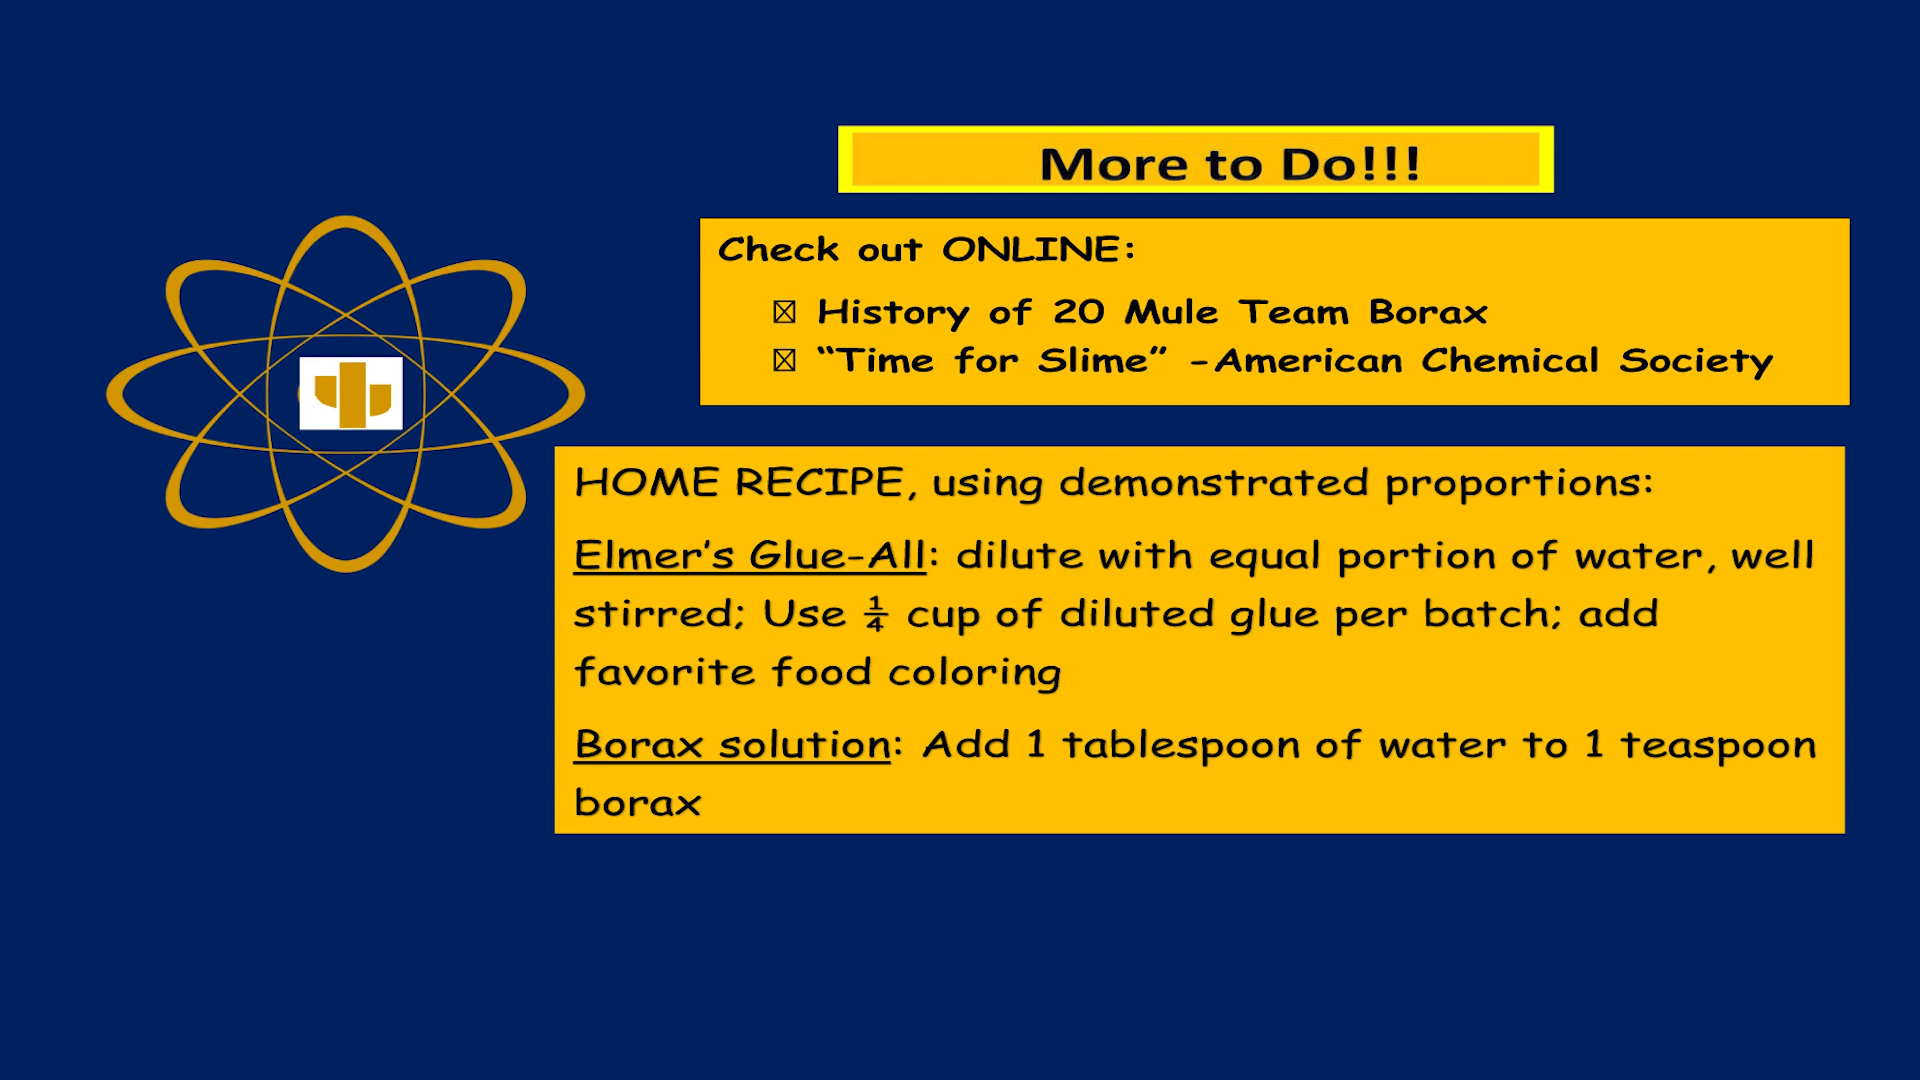 More to Do!!!
Check out ONLINE:
☒ History of 20 Mule Team Borax
☒ “Time for Slime” -American Chemical Society
HOME RECIPE, using demonstrated proportions:
Elmer’s Glue-All: dilute with equal portion of water, well
stirred; Use ¼ cup of diluted glue per batch; add
favorite food coloring
Borax solution: Add 1 tablespoon of water to 1 teaspoon
borax